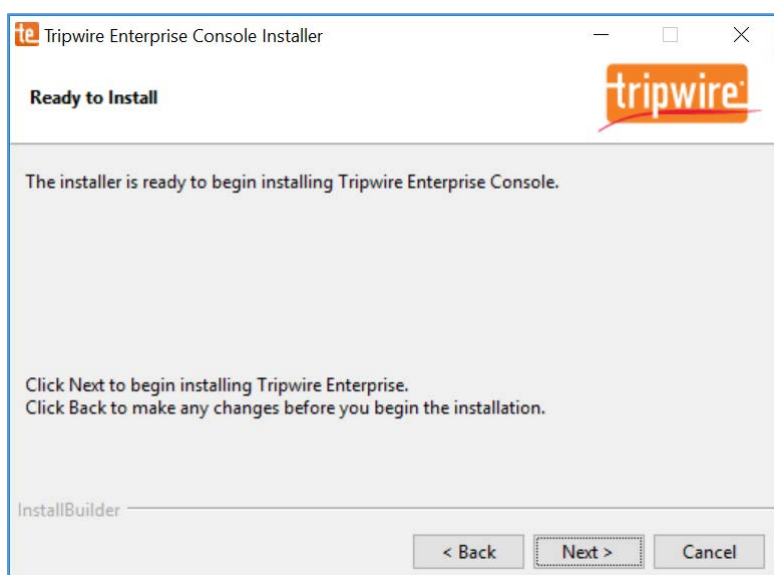 te Tripwire Enterprise Console Installer
Ready to Install
tripwire
The installer is ready to begin installing Tripwire Enterprise Console.
Click Next to begin installing Tripwire Enterprise.
Click Back to make any changes before you begin the installation.
InstallBuilder
< Back Next > Cancel